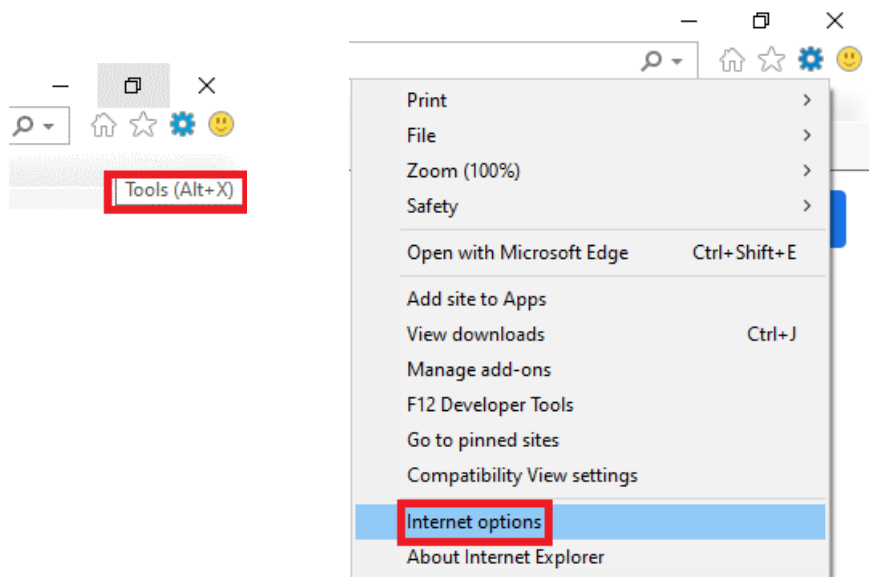 Tools (Alt+X)
Print
File
Zoom (100%)
Safety
Open with Microsoft Edge Ctrl+Shift+E
Add site to Apps
View downloads Ctrl+J
Manage add-ons
F12 Developer Tools
Go to pinned sites
Compatibility View settings
Internet options
About Internet Explorer